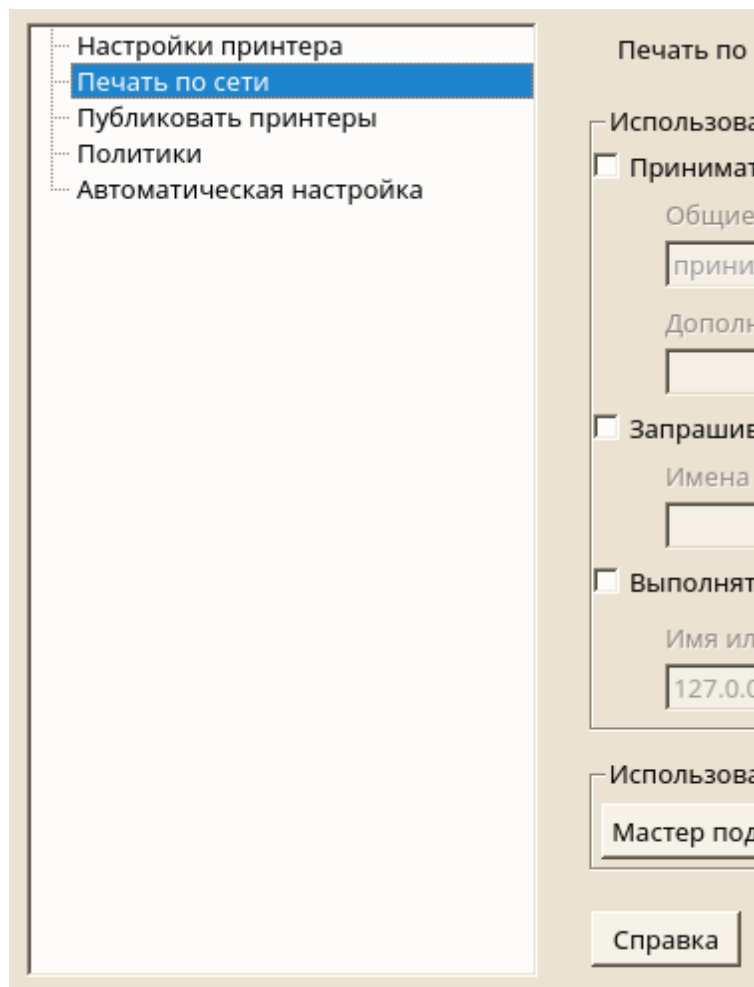 Настройки принтера
Печать по сети
Публиковать принтеры
Политики
Автоматическая настройка
Печать по
Использова
Принимат
Общие
прини
Дополн
Запрашив
Имена
Выполнят
Имя ил
127.0.0
Использова
Мастер под
Справка